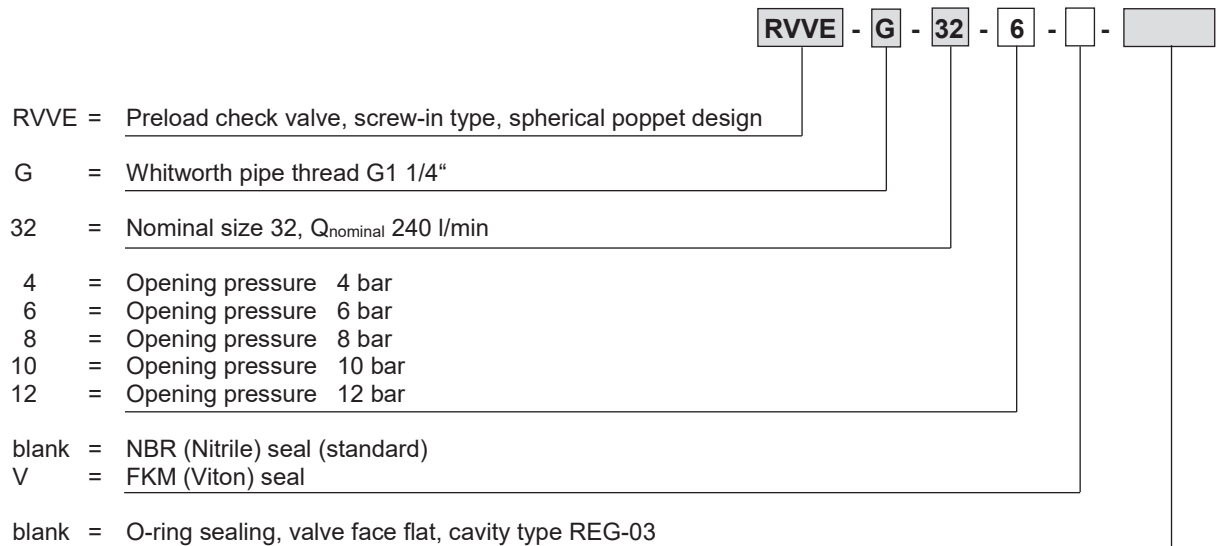 RVVE - G - 32 - 6 - -
RVVE = Preload check valve, screw-in type, spherical poppet design
G = Whitworth pipe thread G1 1/4“
32 = Nominal size 32, Qnominal 240 l/min
4 = Opening pressure 4 bar
6 = Opening pressure 6 bar
8 = Opening pressure 8 bar
10 = Opening pressure 10 bar
12 = Opening pressure 12 bar
blank = NBR (Nitrile) seal (standard)
V = FKM (Viton) seal
blank = O-ring sealing, valve face flat, cavity type REG-03